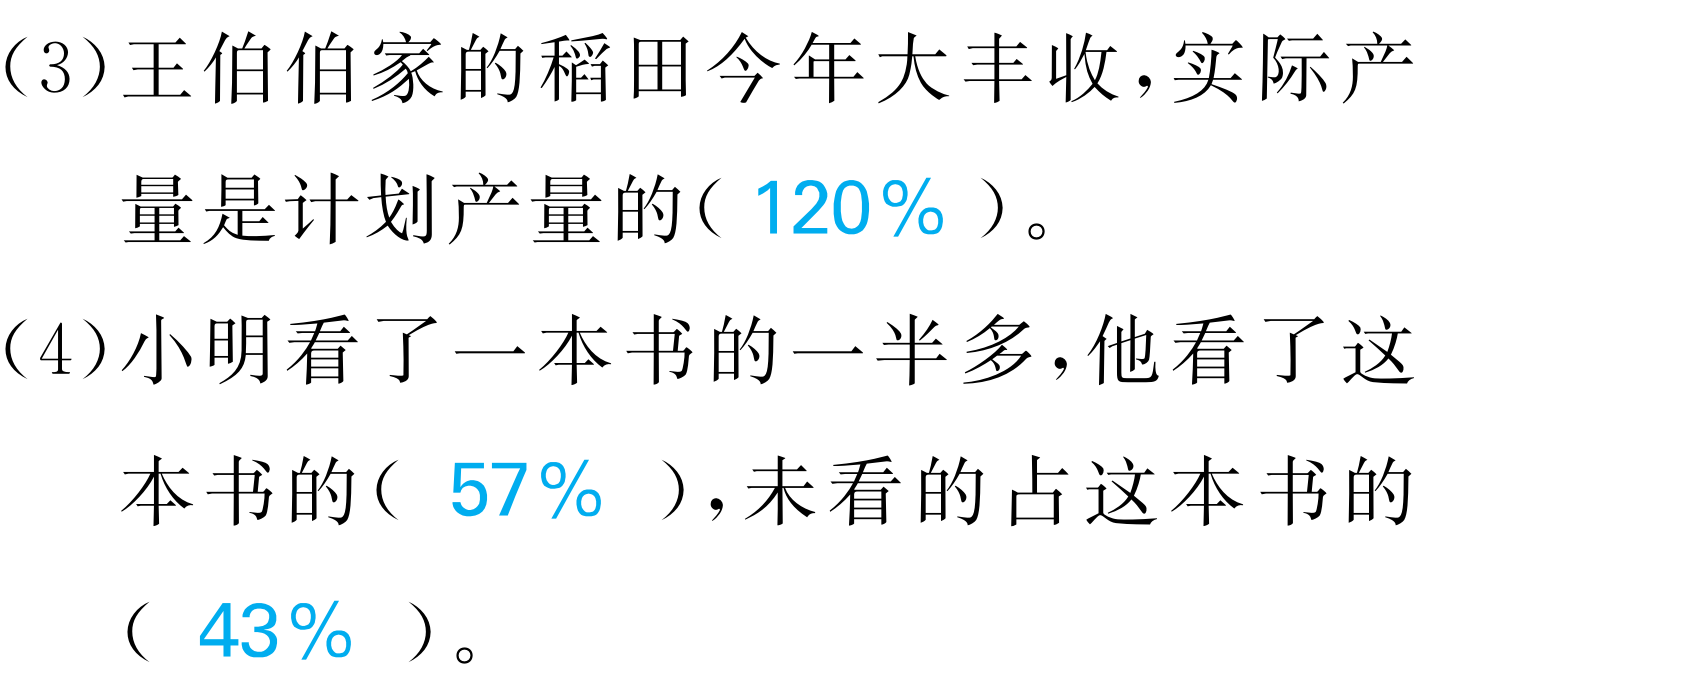 (3)王伯伯家的稻田今年大丰收,实际产
量是计划产量的( 120% )。
(4)小明看了一本书的一半多,他看了这
本书的( 57% ),未看的占这本书的
( 43% )。